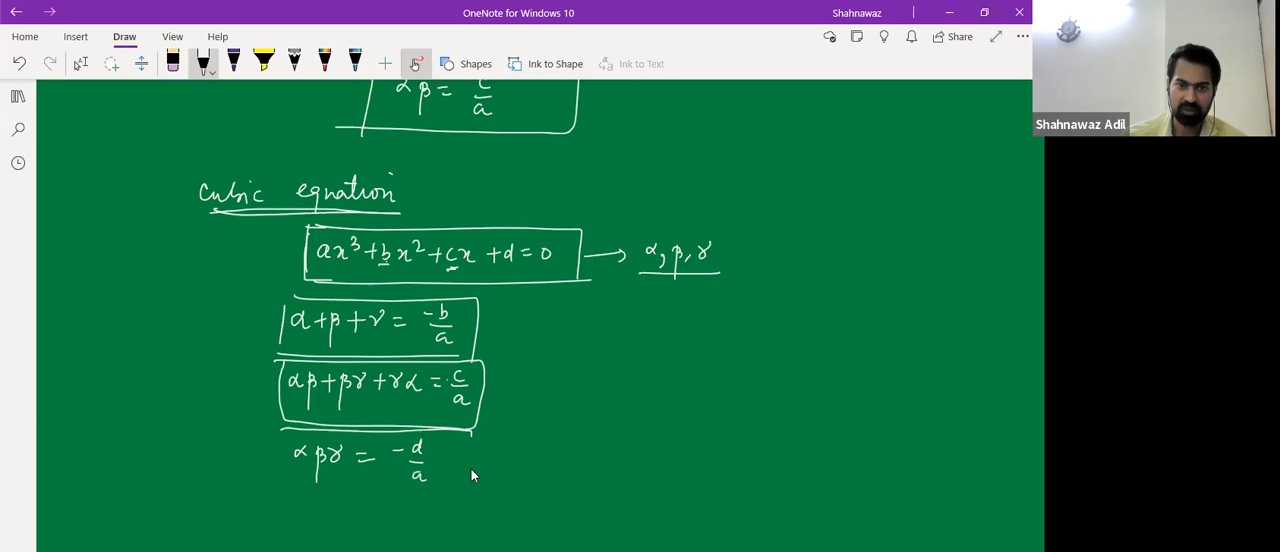 OneNote for Windows 10
Shahnawaz
Home Insert Draw View Help
Share
Shapes
Ink to Shape
Ink to Text
Shahnawaz Adil
αβ = c/a
Cubic equation
ax³+bx²+cx+d=0 → α, β, γ
α+β+γ = -b/a
αβ+βγ+γα = c/a
αβγ = -d/a